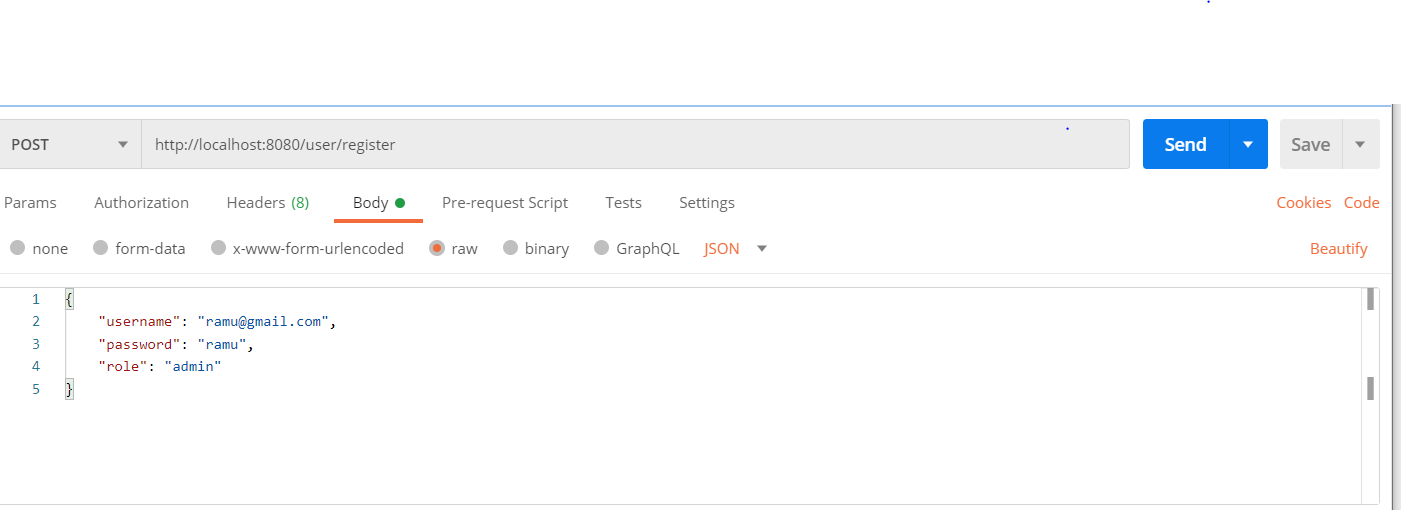 POST http://localhost:8080/user/register Send Save
Params Authorization Headers (8) Body Pre-request Script Tests Settings Cookies Code
none form-data x-www-form-urlencoded raw binary GraphQL JSON Beautify
1 {
2 "username": "ramu@gmail.com",
3 "password": "ramu",
4 "role": "admin"
5 }